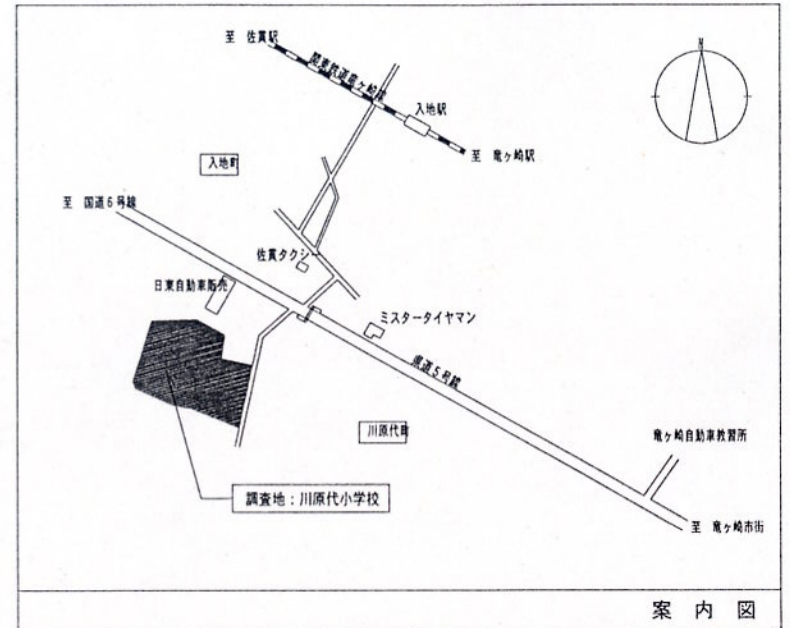 至 佐貫駅
関東鉄道竜ヶ崎線
入地駅
至 竜ヶ崎駅
N
入地町
至 国道6号線
佐貫タクシー
日東自動車販売
ミスタータイヤマン
県道5号線
川原代町
竜ヶ崎自動車教習所
調査地：川原代小学校
至 竜ヶ崎市街
案内図